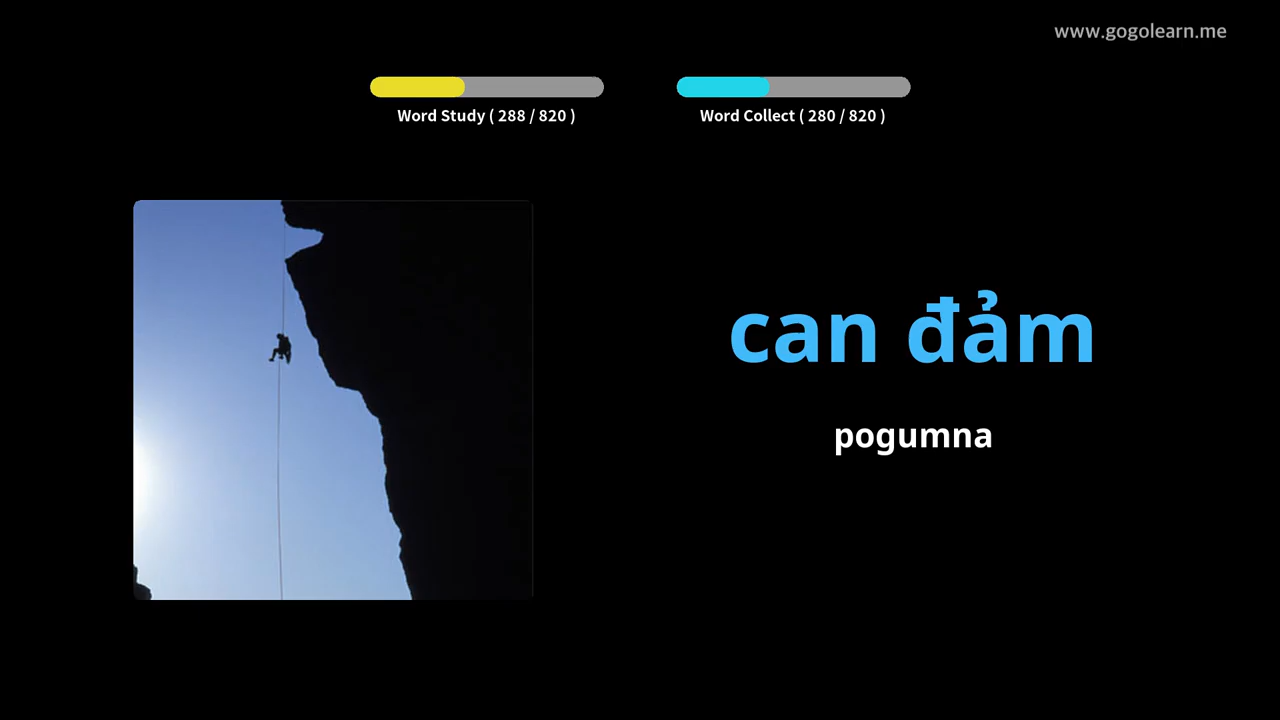 www.gogolearn.me
Word Study ( 288 / 820 )
Word Collect ( 280 / 820 )
can đảm
pogumna